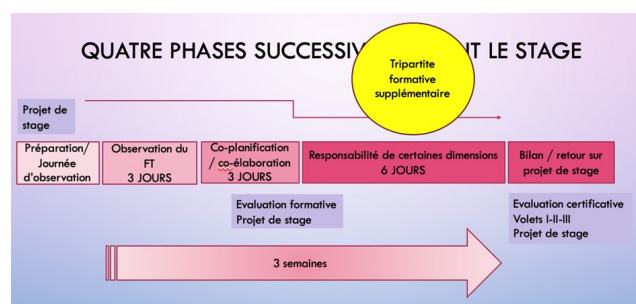 QUATRE PHASES SUCCESSIV T LE STAGE
Tripartite
formative
supplémentaire
Projet de
stage
Préparation/
Journée
d'observation
Observation du
FT
3 JOURS
Co-planification
/ co-élaboration
3 JOURS
Responsabilité de certaines dimensions
6 JOURS
Bilan / retour sur
projet de stage
Evaluation formative
Projet de stage
Evaluation certificative
Volets I-II-III
Projet de stage
3 semaines